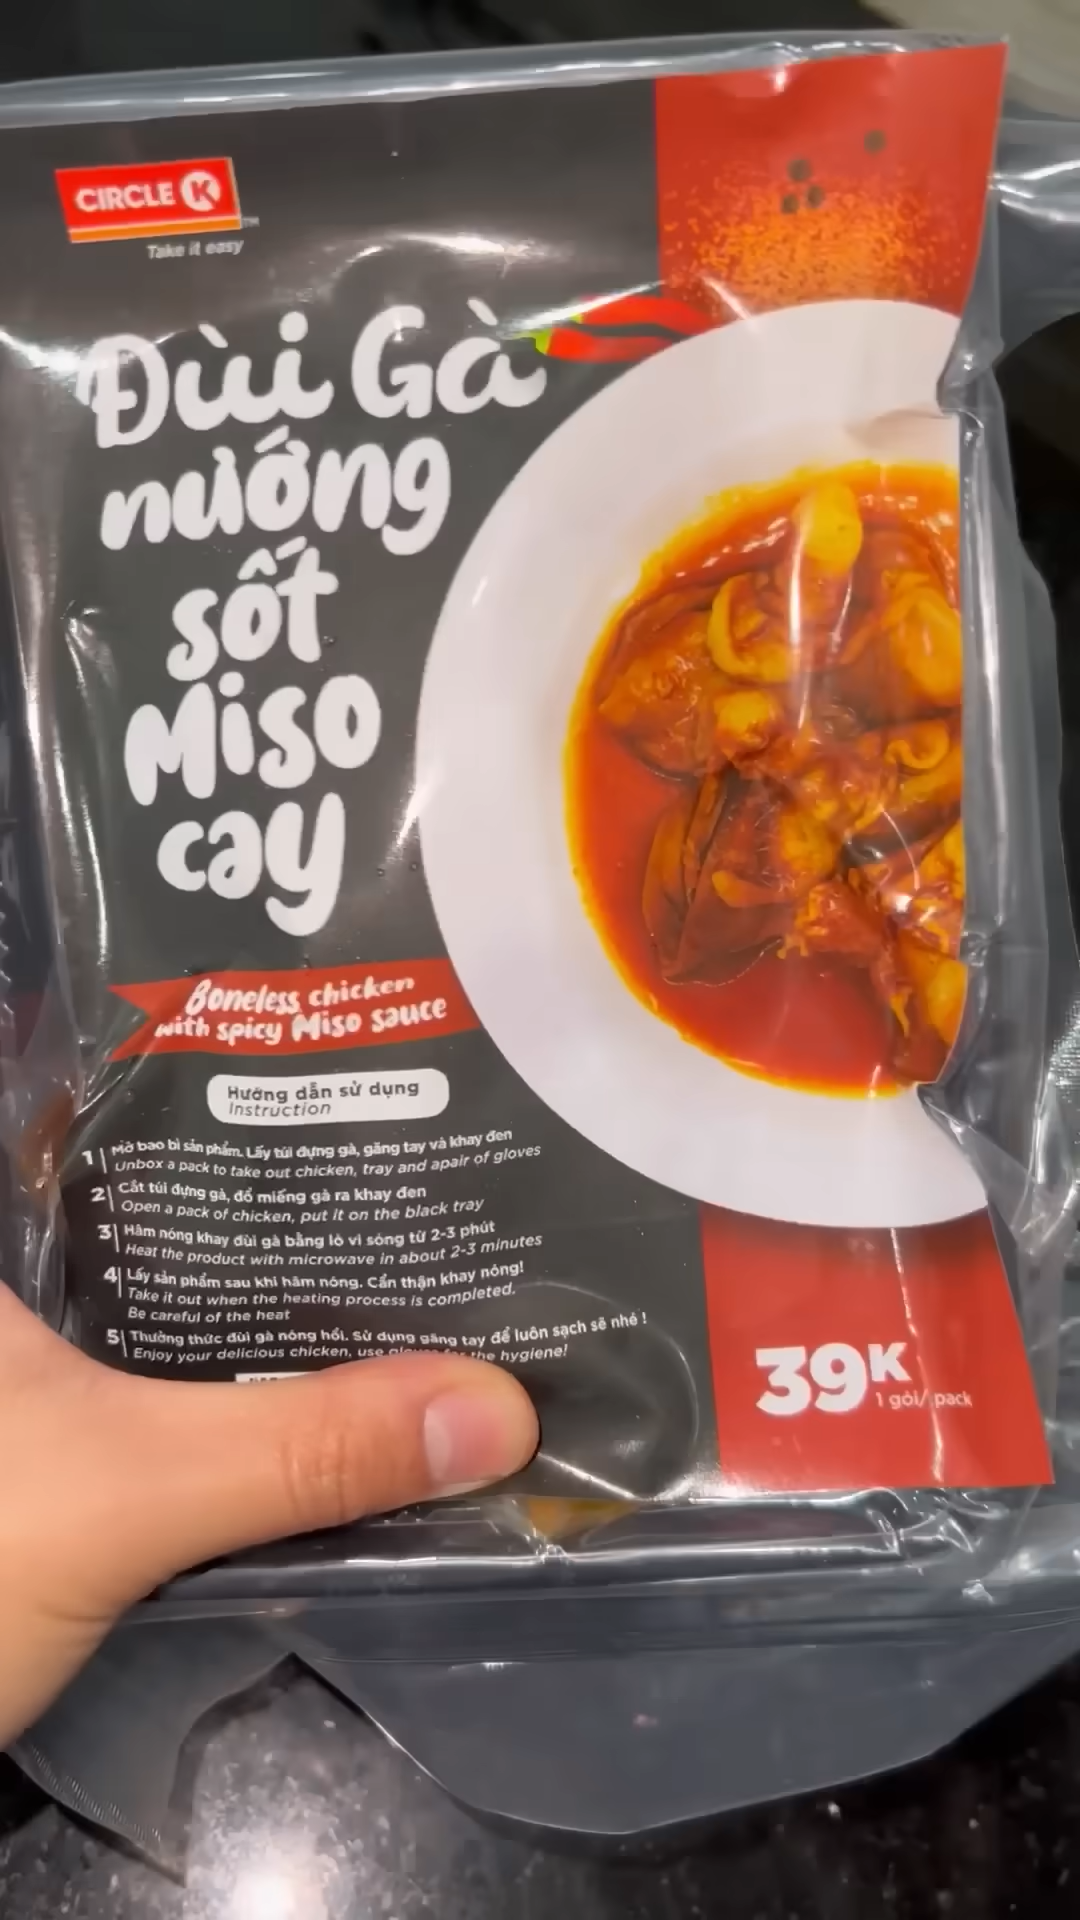 CIRCLE K
Take it easy
Đùi Gà
nướng
sốt
Miso
cay
Boneless chicken
with spicy Miso sauce
Hướng dẫn sử dụng
Instruction
1 Mở bao bì sản phẩm. Lấy túi đựng gà, găng tay và khay đen
Unbox a pack to take out chicken, tray and apair of gloves
2 Cắt túi đựng gà, đổ miếng gà ra khay đen
Open a pack of chicken, put it on the black tray
3 Hâm nóng khay đùi gà bằng lò vi sóng từ 2-3 phút
Heat the product with microwave in about 2-3 minutes
4 Lấy sản phẩm sau khi hâm nóng. Cẩn thận khay nóng!
Take it out when the heating process is completed.
Be careful of the heat
5 Thưởng thức đùi gà nóng hổi. Sử dụng găng tay để luôn sạch sẽ nhé !
Enjoy your delicious chicken, use the hygiene!
39K
1 gói/ pack